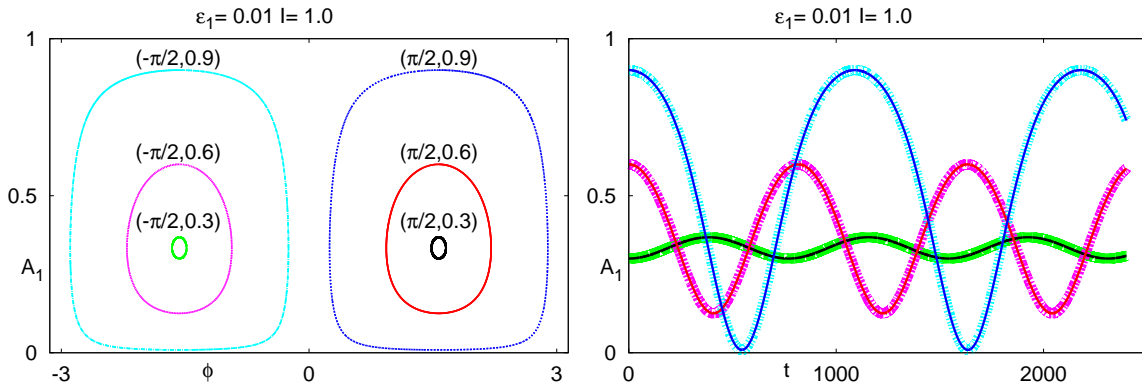 ε₁= 0.01 I= 1.0
1
(-π/2,0.9)
(π/2,0.9)
(-π/2,0.6)
(π/2,0.6)
0.5
(-π/2,0.3)
(π/2,0.3)
A₁
0
-3
ϕ
0
3
ε₁= 0.01 I= 1.0
1
0.5
A₁
0
0
t
1000
2000